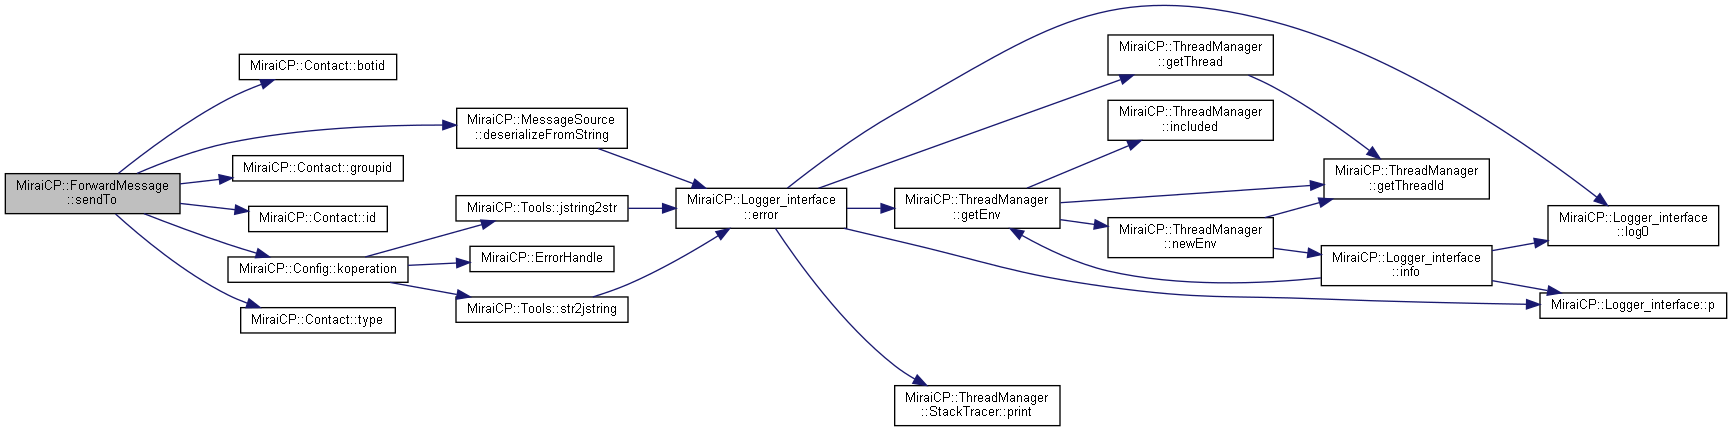 MiraiCP::ForwardMessage
::sendTo
MiraiCP::Contact::botid
MiraiCP::MessageSource
::deserializeFromString
MiraiCP::Contact::groupid
MiraiCP::Contact::id
MiraiCP::Config::koperation
MiraiCP::Contact::type
MiraiCP::Tools::jstring2str
MiraiCP::ErrorHandle
MiraiCP::Tools::str2jstring
MiraiCP::Logger_interface
::error
MiraiCP::ThreadManager
::getThread
MiraiCP::ThreadManager
::included
MiraiCP::ThreadManager
::getEnv
MiraiCP::ThreadManager
::newEnv
MiraiCP::ThreadManager
::getThreadId
MiraiCP::Logger_interface
::info
MiraiCP::Logger_interface
::log0
MiraiCP::Logger_interface::p
MiraiCP::ThreadManager
::StackTracer::print